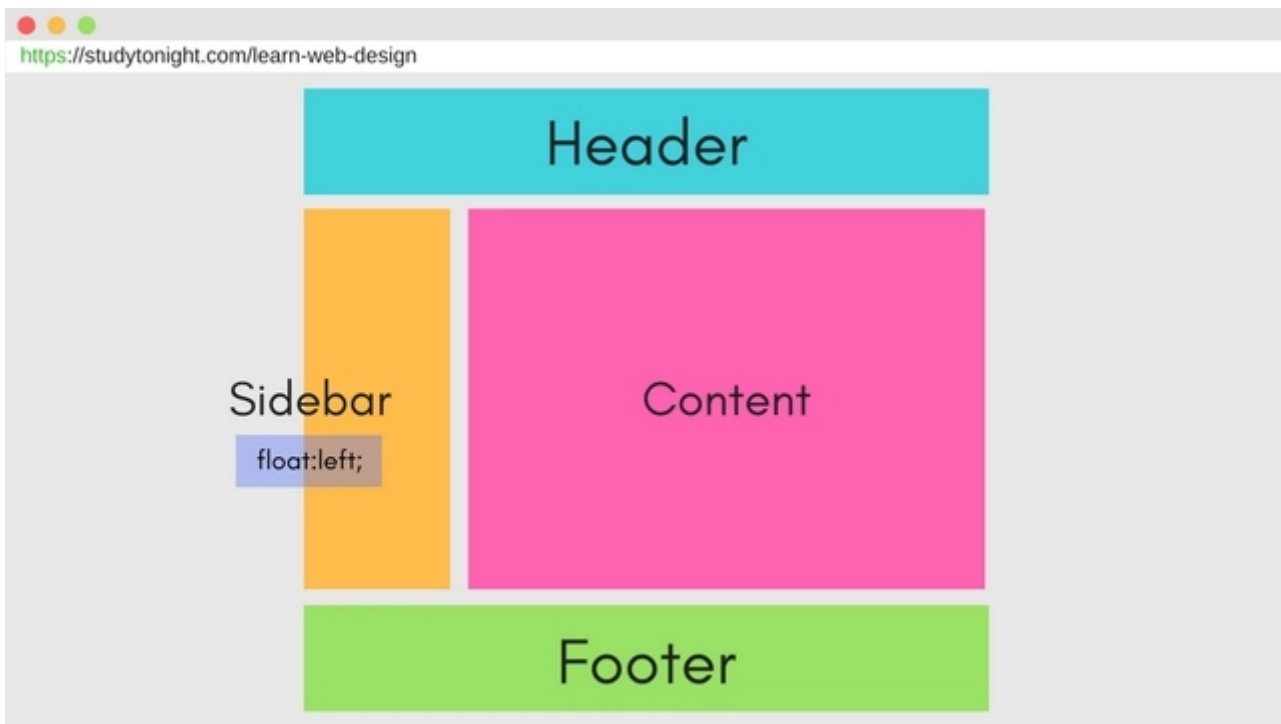 https://studytonight.com/learn-web-design
Header
Sidebar
float:left;
Content
Footer